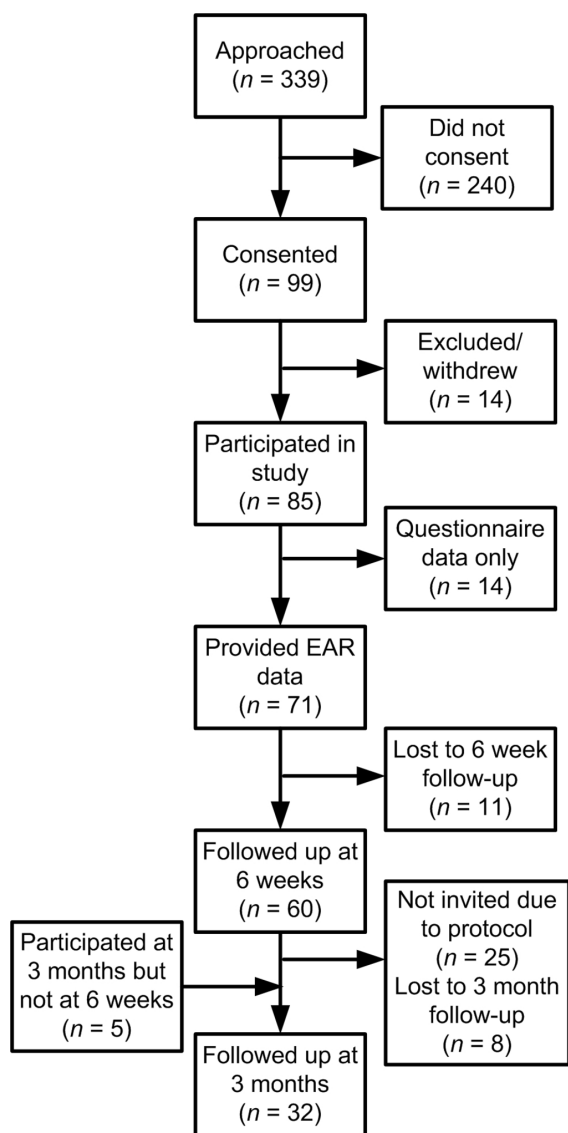 Approached
(n = 339)
Did not
consent
(n = 240)
Consented
(n = 99)
Excluded/
withdrew
(n = 14)
Participated in
study
(n = 85)
Questionnaire
data only
(n = 14)
Provided EAR
data
(n = 71)
Lost to 6 week
follow-up
(n = 11)
Followed up at
6 weeks
(n = 60)
Not invited due
to protocol
(n = 25)
Lost to 3 month
follow-up
(n = 8)
Participated at
3 months but
not at 6 weeks
(n = 5)
Followed up at
3 months
(n = 32)